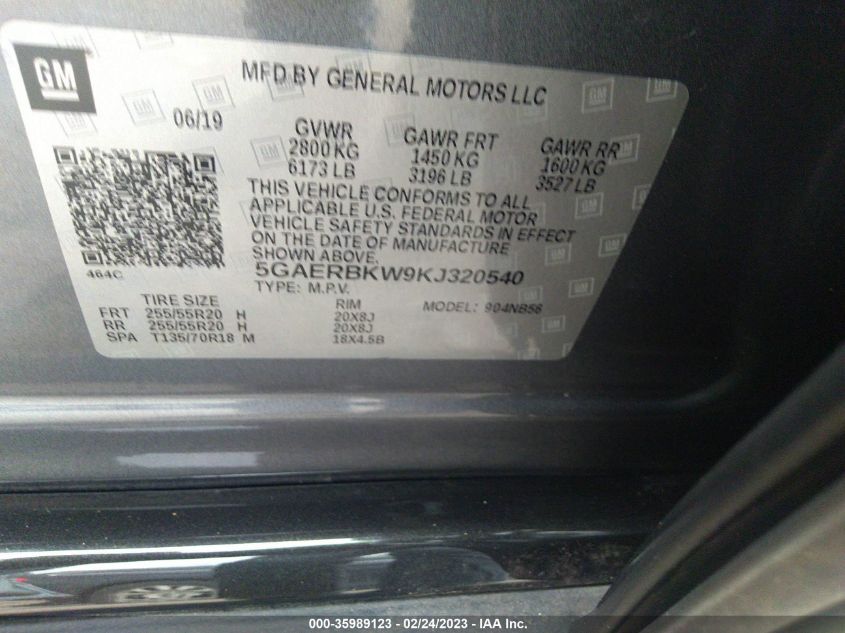 GM
MFD BY GENERAL MOTORS LLC
06/19
GVWR
2800 KG
6173 LB
GAWR FRT
1450 KG
3196 LB
GAWR RR
1600 KG
3527 LB
THIS VEHICLE CONFORMS TO ALL
APPLICABLE U.S. FEDERAL MOTOR
VEHICLE SAFETY STANDARDS IN EFFECT
ON THE DATE OF MANUFACTURE
SHOWN ABOVE.
464C
5GAERBKW9KJ320540
TYPE: M.P.V.
MODEL: 904NB56
TIRE SIZE RIM
FRT 255/55R20 H 20X8J
RR 255/55R20 H 20X8J
SPA T135/70R18 M 18X4.5B
000-35989123 - 02/24/2023 - IAA Inc.